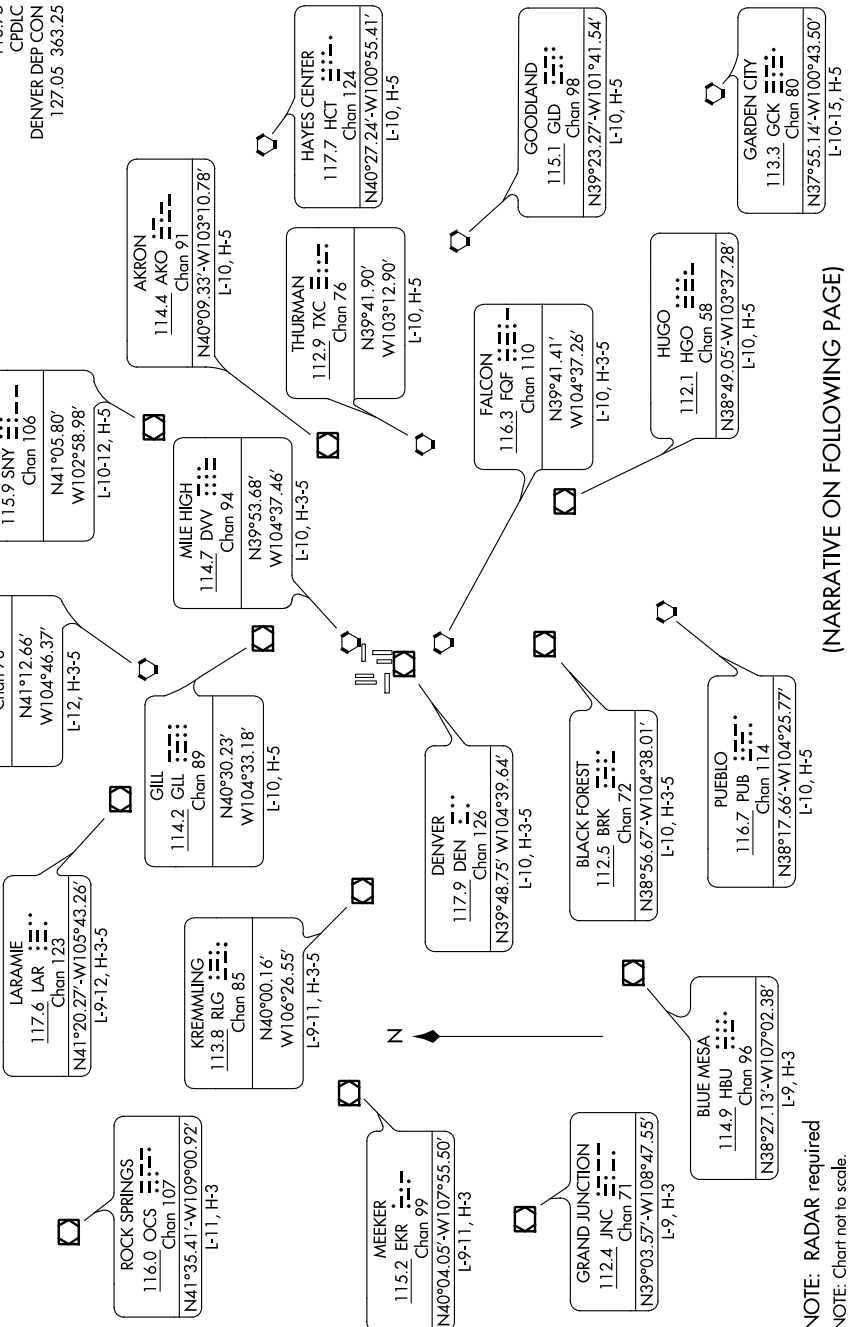 CPDLC
DENVER DEP CON
127.05 363.25
115.9 SNY
Chan 106
N41°05.80'
W102°58.98'
L-10-12, H-5
N41°12.66'
W104°46.37'
L-12, H-3-5
LARAMIE
117.6 LAR
Chan 123
N41°20.27'-W105°43.26'
L-9-12, H-3-5
ROCK SPRINGS
116.0 OCS
Chan 107
N41°35.41'-W109°00.92'
L-11, H-3
AKRON
114.4 AKO
Chan 91
N40°09.33'-W103°10.78'
L-10, H-5
HAYES CENTER
117.7 HCT
Chan 124
N40°27.24'-W100°55.41'
L-10, H-5
GILL
114.2 GLL
Chan 89
N40°30.23'
W104°33.18'
L-10, H-5
MILE HIGH
114.7 DVV
Chan 94
N39°53.68'
W104°37.46'
L-10, H-3-5
KREMMLING
113.8 RLG
Chan 85
N40°00.16'
W106°26.55'
L-9-11, H-3-5
THURMAN
112.9 TXC
Chan 76
N39°41.90'
W103°12.90'
L-10, H-5
MEEKER
115.2 EKR
Chan 99
N40°04.05'-W107°55.50'
L-9-11, H-3
N
DENVER
117.9 DEN
Chan 126
N39°48.75' W104°39.64'
L-10, H-3-5
FALCON
116.3 FQF
Chan 110
N39°41.41'
W104°37.26'
L-10, H-3-5
GOODLAND
115.1 GLD
Chan 98
N39°23.27'-W101°41.54'
L-10, H-5
GRAND JUNCTION
112.4 JNC
Chan 71
N39°03.57'-W108°47.55'
L-9, H-3
BLACK FOREST
112.5 BRK
Chan 72
N38°56.67'-W104°38.01'
L-10, H-3-5
HUGO
112.1 HGO
Chan 58
N38°49.05'-W103°37.28'
L-10, H-5
BLUE MESA
114.9 HBU
Chan 96
N38°27.13'-W107°02.38'
L-9, H-3
PUEBLO
116.7 PUB
Chan 114
N38°17.66'-W104°25.77'
L-10, H-5
GARDEN CITY
113.3 GCK
Chan 80
N37°55.14'-W100°43.50'
L-10-15, H-5
NOTE: RADAR required
NOTE: Chart not to scale.
(NARRATIVE ON FOLLOWING PAGE)